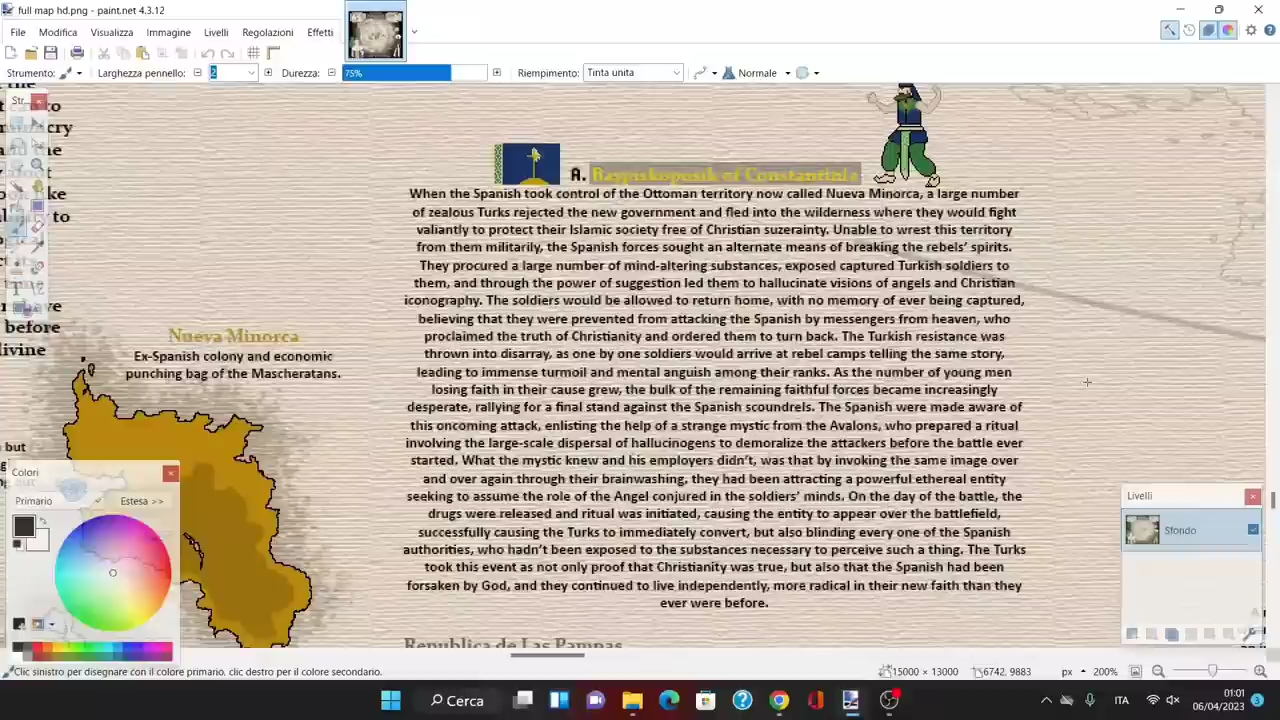 full map hd.png - paint.net 4.3.12
File Modifica Visualizza Immagine Livelli Regolazioni Effetti
Strumento: Larghezza pennello: 2 Durezza: 75% Riempimento: Tinta unita Normale
Str...
the
to
cry
the
ke
to
ve
before
livine
but
A. of Constantiale
When the Spanish took control of the Ottoman territory now called Nueva Minorca, a large number
of zealous Turks rejected the new government and fled into the wilderness where they would fight
valiantly to protect their Islamic society free of Christian suzerainty. Unable to wrest this territory
from them militarily, the Spanish forces sought an alternate means of breaking the rebels' spirits.
They procured a large number of mind-altering substances, exposed captured Turkish soldiers to
them, and through the power of suggestion led them to hallucinate visions of angels and Christian
iconography. The soldiers would be allowed to return home, with no memory of ever being captured,
believing that they were prevented from attacking the Spanish by messengers from heaven, who
proclaimed the truth of Christianity and ordered them to turn back. The Turkish resistance was
thrown into disarray, as one by one soldiers would arrive at rebel camps telling the same story,
leading to immense turmoil and mental anguish among their ranks. As the number of young men
losing faith in their cause grew, the bulk of the remaining faithful forces became increasingly
desperate, rallying for a final stand against the Spanish scoundrels. The Spanish were made aware of
this oncoming attack, enlisting the help of a strange mystic from the Avalons, who prepared a ritual
involving the large-scale dispersal of hallucinogens to demoralize the attackers before the battle ever
started. What the mystic knew and his employers didn't, was that by invoking the same image over
and over again through their brainwashing, they had been attracting a powerful ethereal entity
seeking to assume the role of the Angel conjured in the soldiers' minds. On the day of the battle, the
drugs were released and ritual was initiated, causing the entity to appear over the battlefield,
successfully causing the Turks to immediately convert, but also blinding every one of the Spanish
authorities, who hadn't been exposed to the substances necessary to perceive such a thing. The Turks
took this event as not only proof that Christianity was true, but also that the Spanish had been
forsaken by God, and they continued to live independently, more radical in their new faith than they
ever were before.
Nueva Minorca
Ex-Spanish colony and economic
punching bag of the Mascheratans.
Republica de Las Pampas
Colori
Primario Estesa >>
Livelli
Sfondo
Clic sinistro per disegnare con il colore primario, clic destro per il colore secondario. 15000 × 13000 6742, 9883 px 200%
Cerca
ITA 01:01
06/04/2023